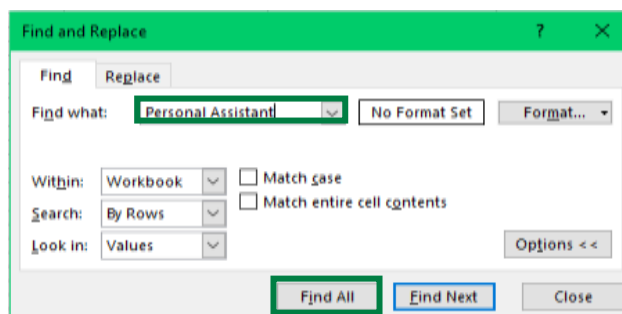 Find and Replace ?
Find Replace
Find what: Personal Assistant No Format Set Format...
Within: Workbook Match case
Match entire cell contents
Search: By Rows
Look in: Values Options <<
Find All Find Next Close